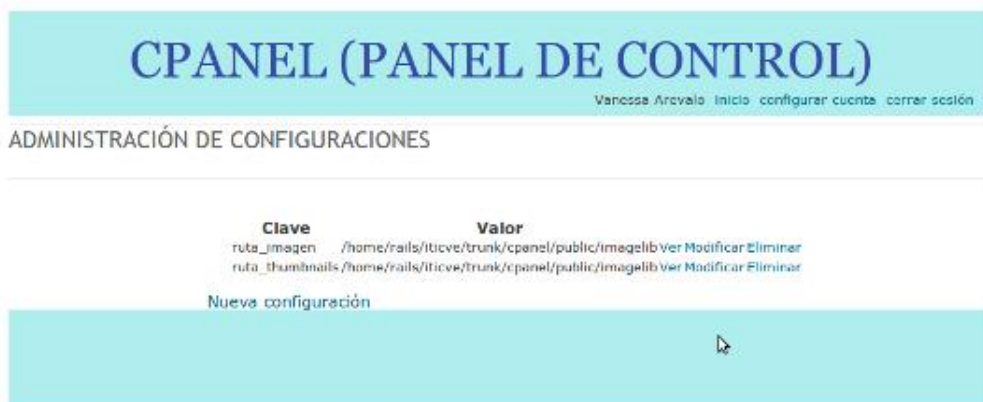 CPANEL (PANEL DE CONTROL)
Vanessa Arevalo inicio configurar cuenta cerrar sesión
ADMINISTRACIÓN DE CONFIGURACIONES
Clave Valor
ruta_imagen /home/rails/iticve/trunk/cpanel/public/imagelib Ver Modificar Eliminar
ruta_thumbnails /home/rails/iticve/trunk/cpanel/public/imagelib Ver Modificar Eliminar
Nueva configuración